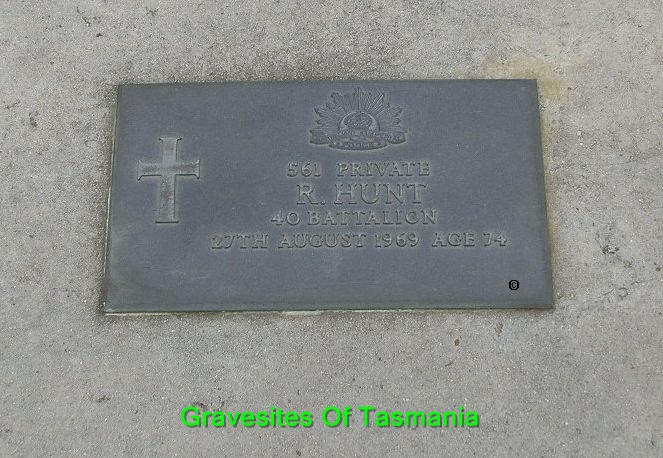 561 PRIVATE
R. HUNT
40 BATTALION
27TH AUGUST 1969 AGE 74
©
Gravesites Of Tasmania